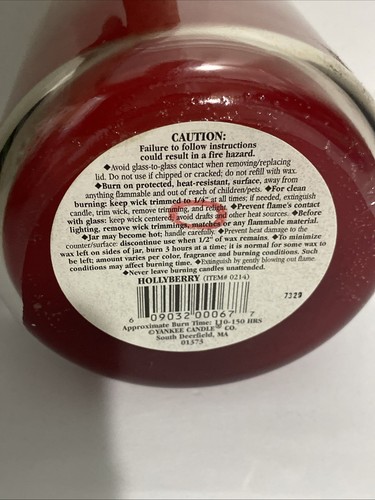 CAUTION:
Failure to follow instructions
could result in a fire hazard.
◆Avoid glass-to-glass contact when removing/replacing
lid. Do not use if chipped or cracked; do not refill with wax.
◆Burn on protected, heat-resistant, surface, away from
anything flammable and out of reach of children/pets. ◆For clean
burning: keep wick trimmed to 1/4" at all times; if needed, extinguish
candle, trim wick, remove trimming, and relight. ◆Prevent flame's contact
with glass: keep wick centered, avoid drafts and other heat sources. ◆Before
lighting, remove wick trimmings, matches or any flammable material.
◆Jar may become hot; handle carefully. ◆Prevent heat damage to the
counter/surface: discontinue use when 1/2" of wax remains. ◆To minimize
wax left on sides of jar, burn 3 hours at a time; it is normal for some wax to
be left; amount varies per color, fragrance and burning conditions. Such
conditions may affect burning time. ◆Extinguish by gently blowing out flame.
◆Never leave burning candles unattended.
HOLLYBERRY (ITEM# 0214)
7329
6 09032 00067 7
Approximate Burn Time: 110-150 HRS
©YANKEE CANDLE® CO.
South Deerfield, MA
01373